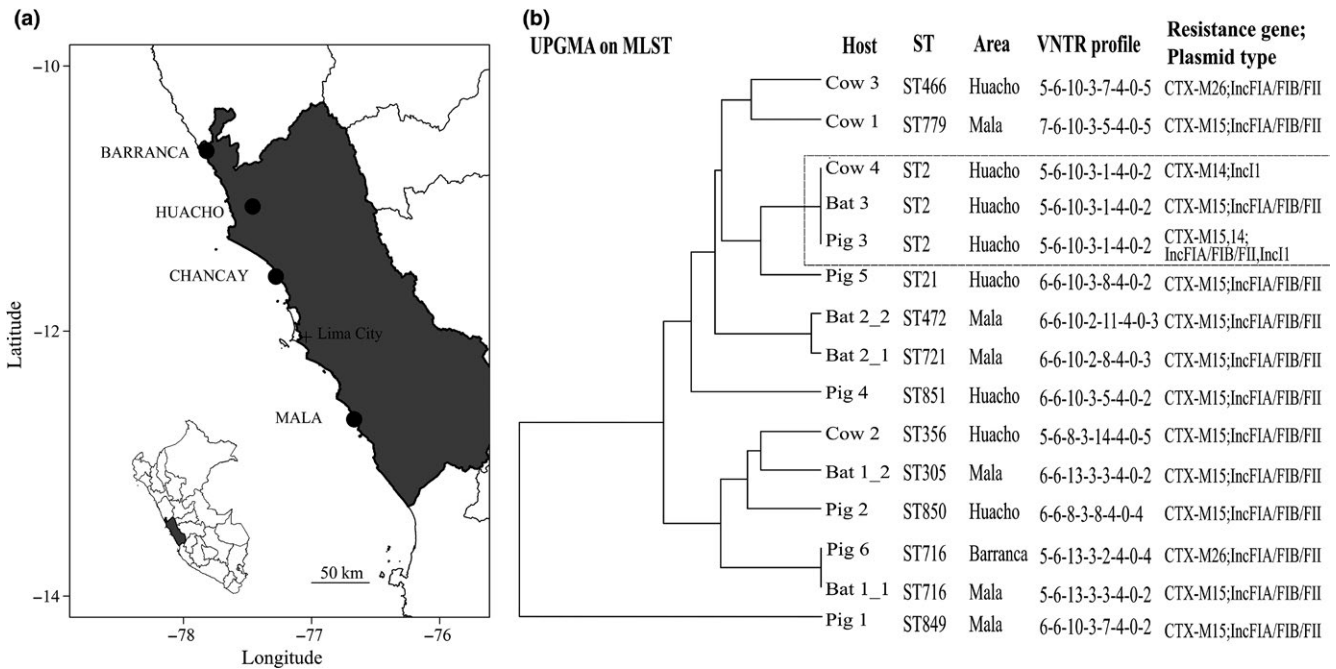 (a)
−10
−12
−14
Latitude
BARRANCA
HUACHO
CHANCAY
Lima City
MALA
50 km
−78
−77
−76
Longitude
(b)
UPGMA on MLST
Host ST Area VNTR profile Resistance gene; Plasmid type
Cow 3 ST466 Huacho 5-6-10-3-7-4-0-5 CTX-M26;IncFIA/FIB/FII
Cow 1 ST779 Mala 7-6-10-3-5-4-0-5 CTX-M15;IncFIA/FIB/FII
Cow 4 ST2 Huacho 5-6-10-3-1-4-0-2 CTX-M14;IncI1
Bat 3 ST2 Huacho 5-6-10-3-1-4-0-2 CTX-M15;IncFIA/FIB/FII
Pig 3 ST2 Huacho 5-6-10-3-1-4-0-2 CTX-M15,14; IncFIA/FIB/FII,IncI1
Pig 5 ST21 Huacho 6-6-10-3-8-4-0-2 CTX-M15;IncFIA/FIB/FII
Bat 2_2 ST472 Mala 6-6-10-2-11-4-0-3 CTX-M15;IncFIA/FIB/FII
Bat 2_1 ST721 Mala 6-6-10-2-8-4-0-3 CTX-M15;IncFIA/FIB/FII
Pig 4 ST851 Huacho 6-6-10-3-5-4-0-2 CTX-M15;IncFIA/FIB/FII
Cow 2 ST356 Huacho 5-6-8-3-14-4-0-5 CTX-M15;IncFIA/FIB/FII
Bat 1_2 ST305 Mala 6-6-13-3-3-4-0-2 CTX-M15;IncFIA/FIB/FII
Pig 2 ST850 Huacho 6-6-8-3-8-4-0-4 CTX-M15;IncFIA/FIB/FII
Pig 6 ST716 Barranca 5-6-13-3-2-4-0-4 CTX-M26;IncFIA/FIB/FII
Bat 1_1 ST716 Mala 5-6-13-3-3-4-0-2 CTX-M15;IncFIA/FIB/FII
Pig 1 ST849 Mala 6-6-10-3-7-4-0-2 CTX-M15;IncFIA/FIB/FII